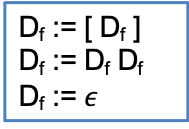 D_f := [ D_f ]
D_f := D_f D_f
D_f := ϵ